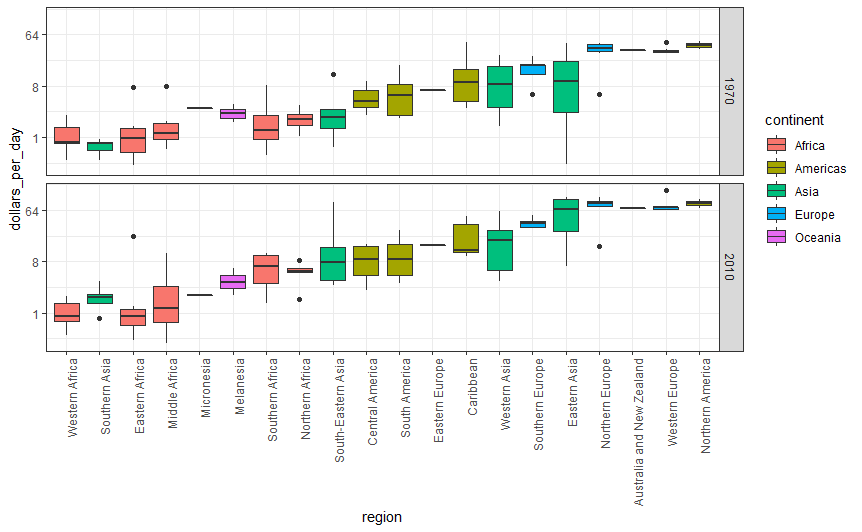 dollars_per_day
64
8
1
1970
64
8
1
2010
Western Africa
Southern Asia
Eastern Africa
Middle Africa
Micronesia
Melanesia
Southern Africa
Northern Africa
South-Eastern Asia
Central America
South America
Eastern Europe
Caribbean
Western Asia
Southern Europe
Eastern Asia
Northern Europe
Australia and New Zealand
Western Europe
Northern America
region
continent
Africa
Americas
Asia
Europe
Oceania